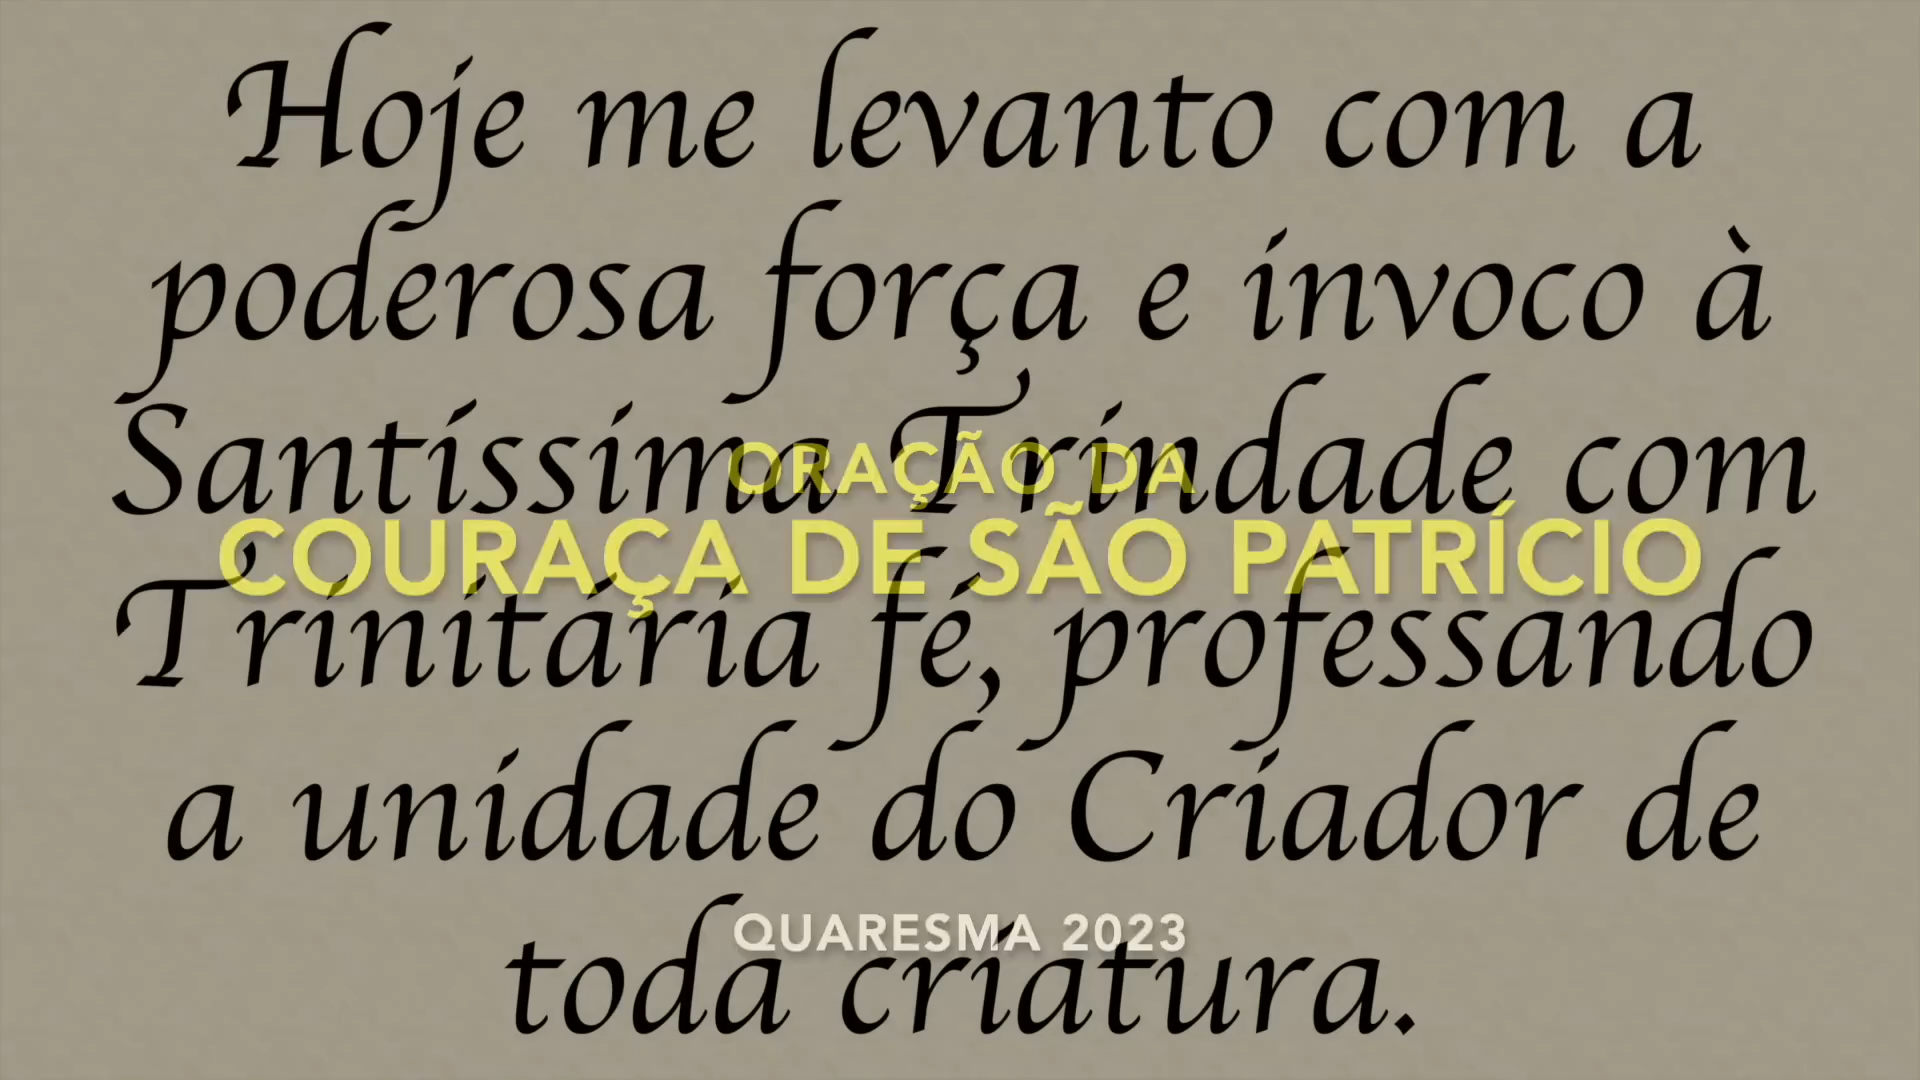 Hoje me levanto com a
poderosa força e invoco à
Santíssima Trindade com
ORAÇÃO DA
COURAÇA DE SÃO PATRÍCIO
Trinitária fé, professando
a unidade do Criador de
QUARESMA 2023
toda criatura.